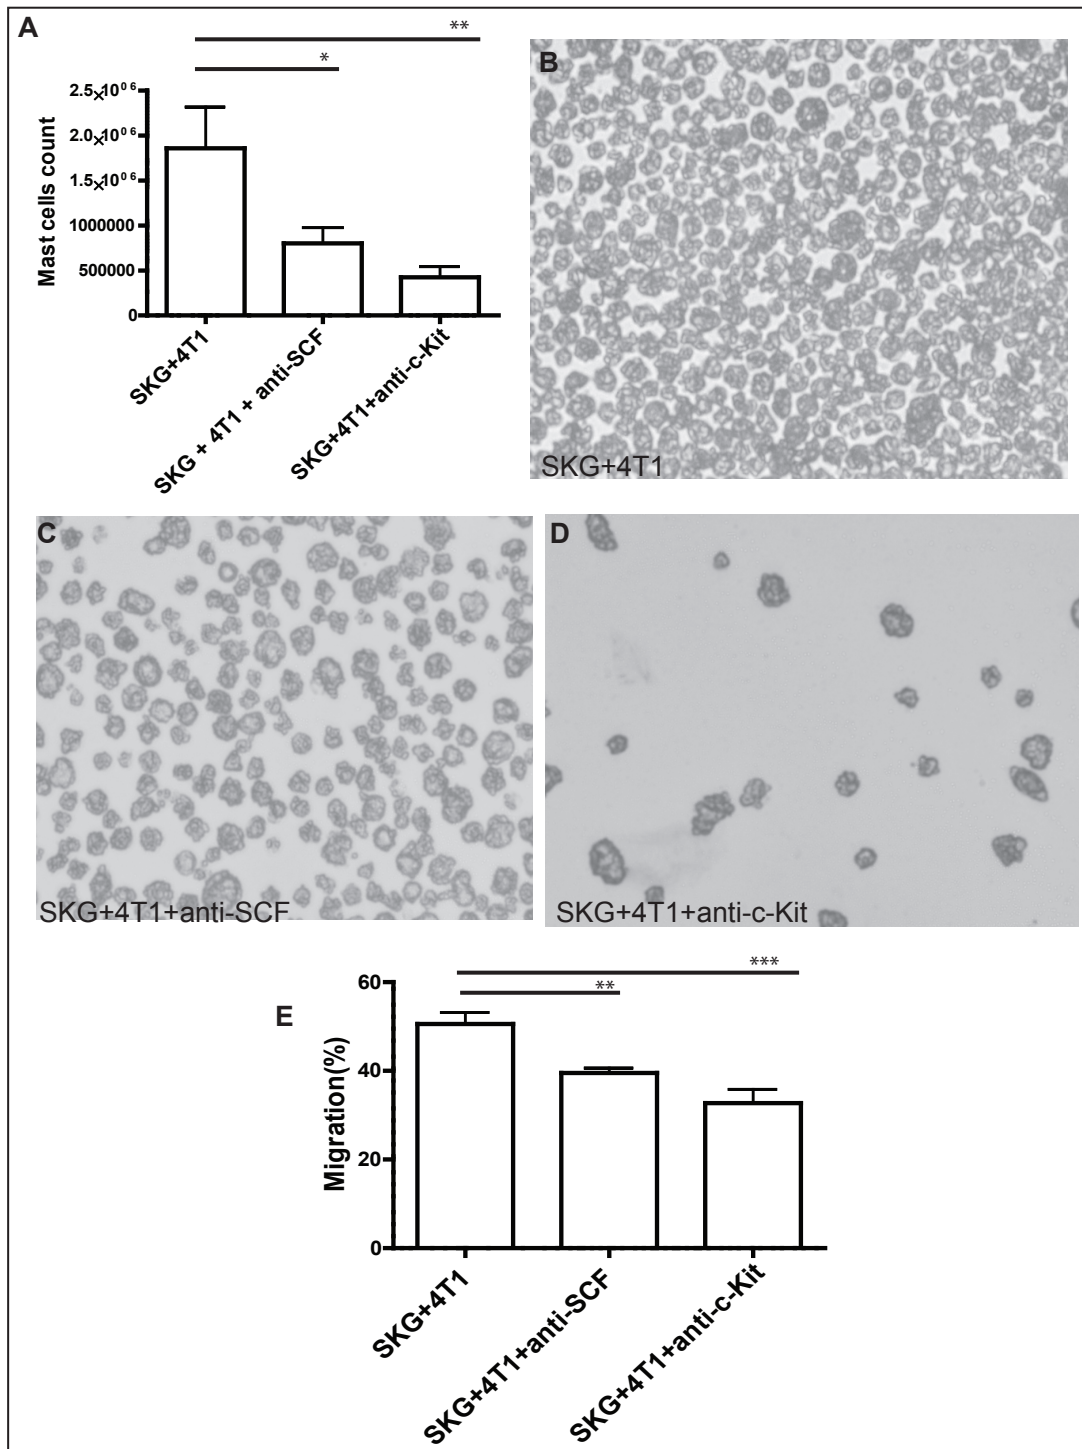 A
**
*
2.5×10⁰⁶
2.0×10⁰⁶
1.5×10⁰⁶
1000000
500000
0
Mast cells count
SKG+4T1
SKG + 4T1 + anti-SCF
SKG+4T1+anti-c-Kit
B
SKG+4T1
C
SKG+4T1+anti-SCF
D
SKG+4T1+anti-c-Kit
E
***
**
60
40
20
0
Migration(%)
SKG+4T1
SKG+4T1+anti-SCF
SKG+4T1+anti-c-Kit